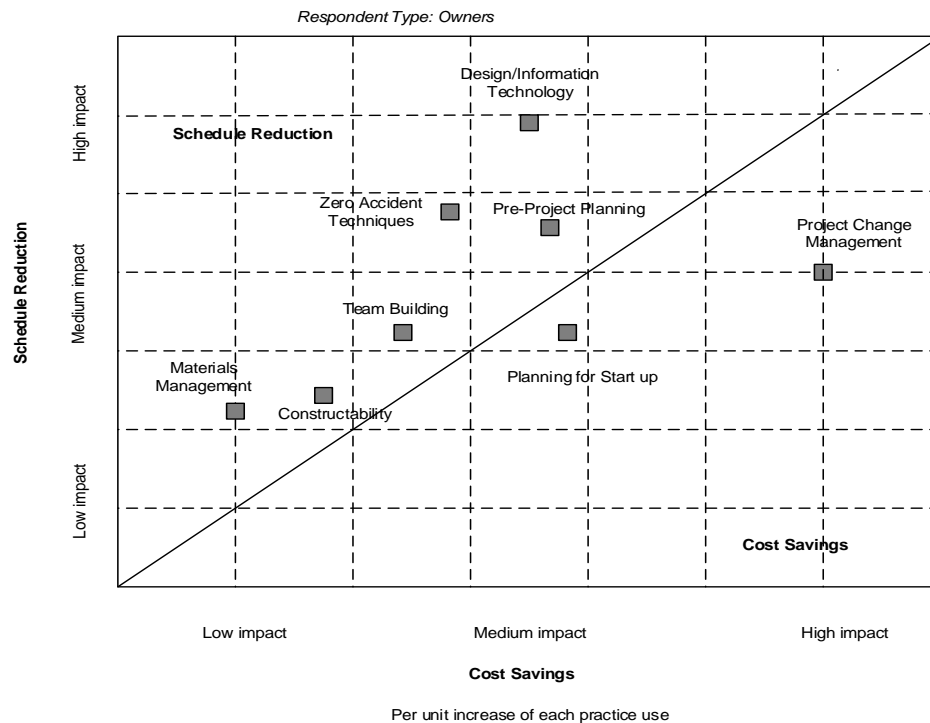 Respondent Type: Owners
Design/Information
Technology
Schedule Reduction
Zero Accident
Techniques
Pre-Project Planning
Project Change
Management
Team Building
Materials
Management
Planning for Start up
Constructability
Cost Savings
High impact
Medium impact
Low impact
Schedule Reduction
Low impact
Medium impact
High impact
Cost Savings
Per unit increase of each practice use